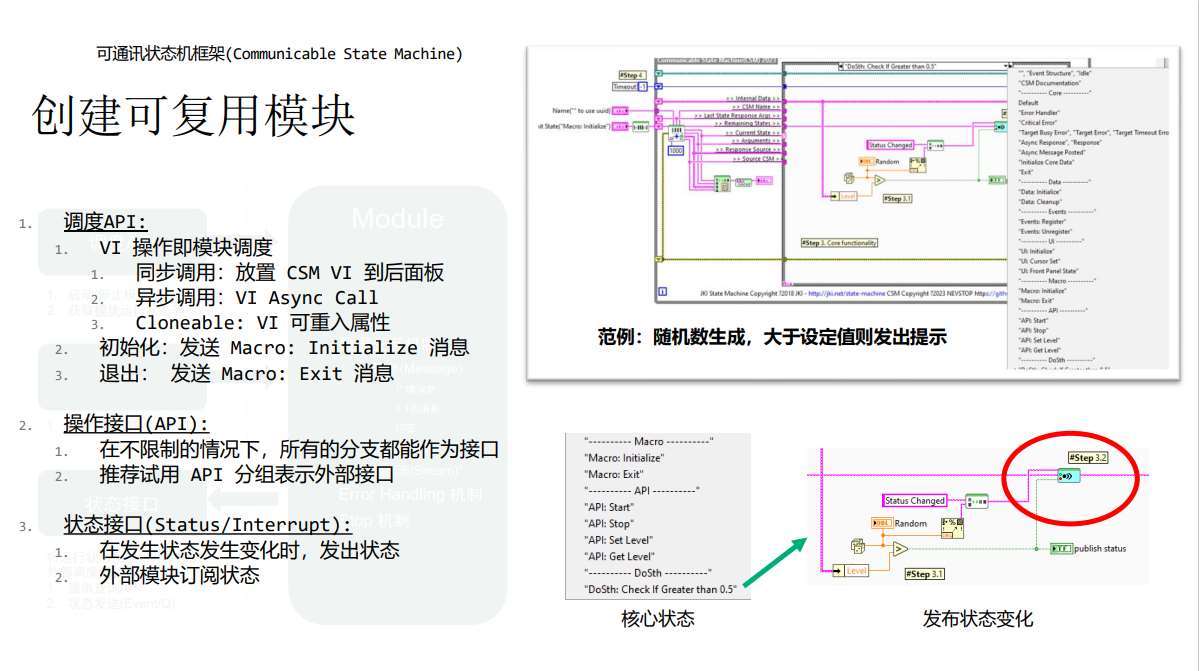 可通讯状态机框架(Communicable State Machine)
创建可复用模块
Module
1. 调度API:
1. VI 操作即模块调度
1. 同步调用：放置 CSM VI 到后面板
2. 异步调用：VI Async Call
3. Cloneable: VI 可重入属性
2. 初始化：发送 Macro: Initialize 消息
3. 退出： 发送 Macro: Exit 消息
2. 操作接口(API):
1. 在不限制的情况下，所有的分支都能作为接口
2. 推荐试用 API 分组表示外部接口
状态接口
Error Handling 机制
3. 状态接口(Status/Interrupt):
1. 在发生状态发生变化时，发出状态
2. 外部模块订阅状态
#Step 4
Timeout
-1
Name("" to use uuid)
it State("Macro: Initialize")
1000
>> Internal Data >>
>> CSM Name >>
>> Last State Response Args >>
>> Remaining States >>
>> Current State >>
>> Arguments >>
>> Response Source >>
>> Source CSM >>
"DoSth: Check If Greater than 0.5"
Status Changed
Random
Level
#Step 3.1
#Step 3. Core functionality
JKI State Machine Copyright ?2018 JKI - http://jki.net/state-machine CSM Copyright ?2023 NEVSTOP https://gith
"", "Event Structure", "Idle"
"CSM Documentation"
"---------- Core ----------"
Default
"Error Handler"
"Critical Error"
"Target Busy Error", "Target Error", "Target Timeout Erro
"Async Response", "Response"
"Async Message Posted"
"Initialize Core Data"
"Exit"
"---------- Data ----------"
"Data: Initialize"
"Data: Cleanup"
"---------- Events ----------"
"Events: Register"
"Events: Unregister"
"---------- UI ----------"
"UI: Initialize"
"UI: Cursor Set"
"UI: Front Panel State"
"---------- Macro ----------"
"Macro: Initialize"
"Macro: Exit"
"---------- API ----------"
"API: Start"
"API: Stop"
"API: Set Level"
"API: Get Level"
"---------- DoSth ----------"
范例：随机数生成，大于设定值则发出提示
"---------- Macro ----------"
"Macro: Initialize"
"Macro: Exit"
"---------- API ----------"
"API: Start"
"API: Stop"
"API: Set Level"
"API: Get Level"
"---------- DoSth ----------"
"DoSth: Check If Greater than 0.5"
核心状态
#Step 3.2
Status Changed
Random
publish status
Level
#Step 3.1
发布状态变化